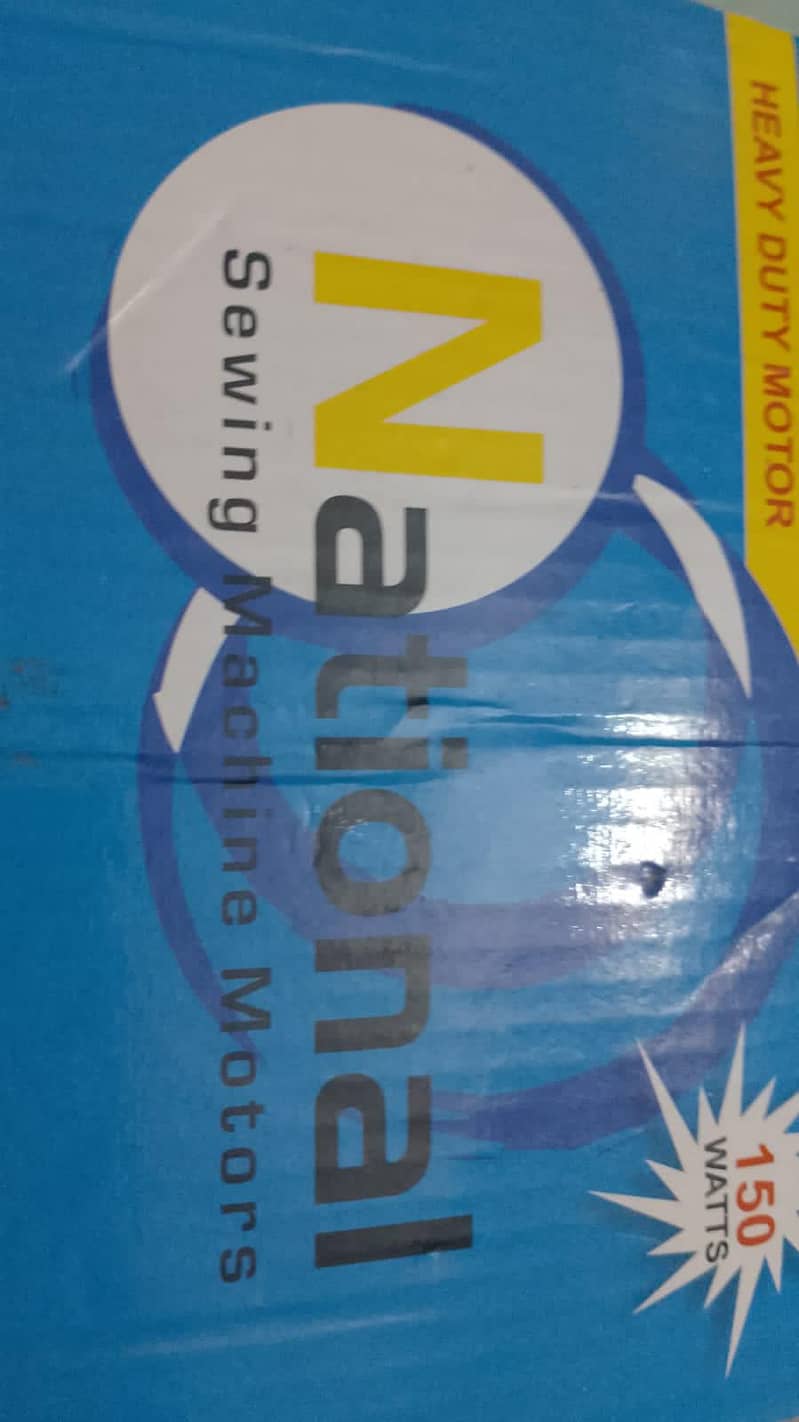 HEAVY DUTY MOTOR
150
WATTS
National
Sewing Machine Motors